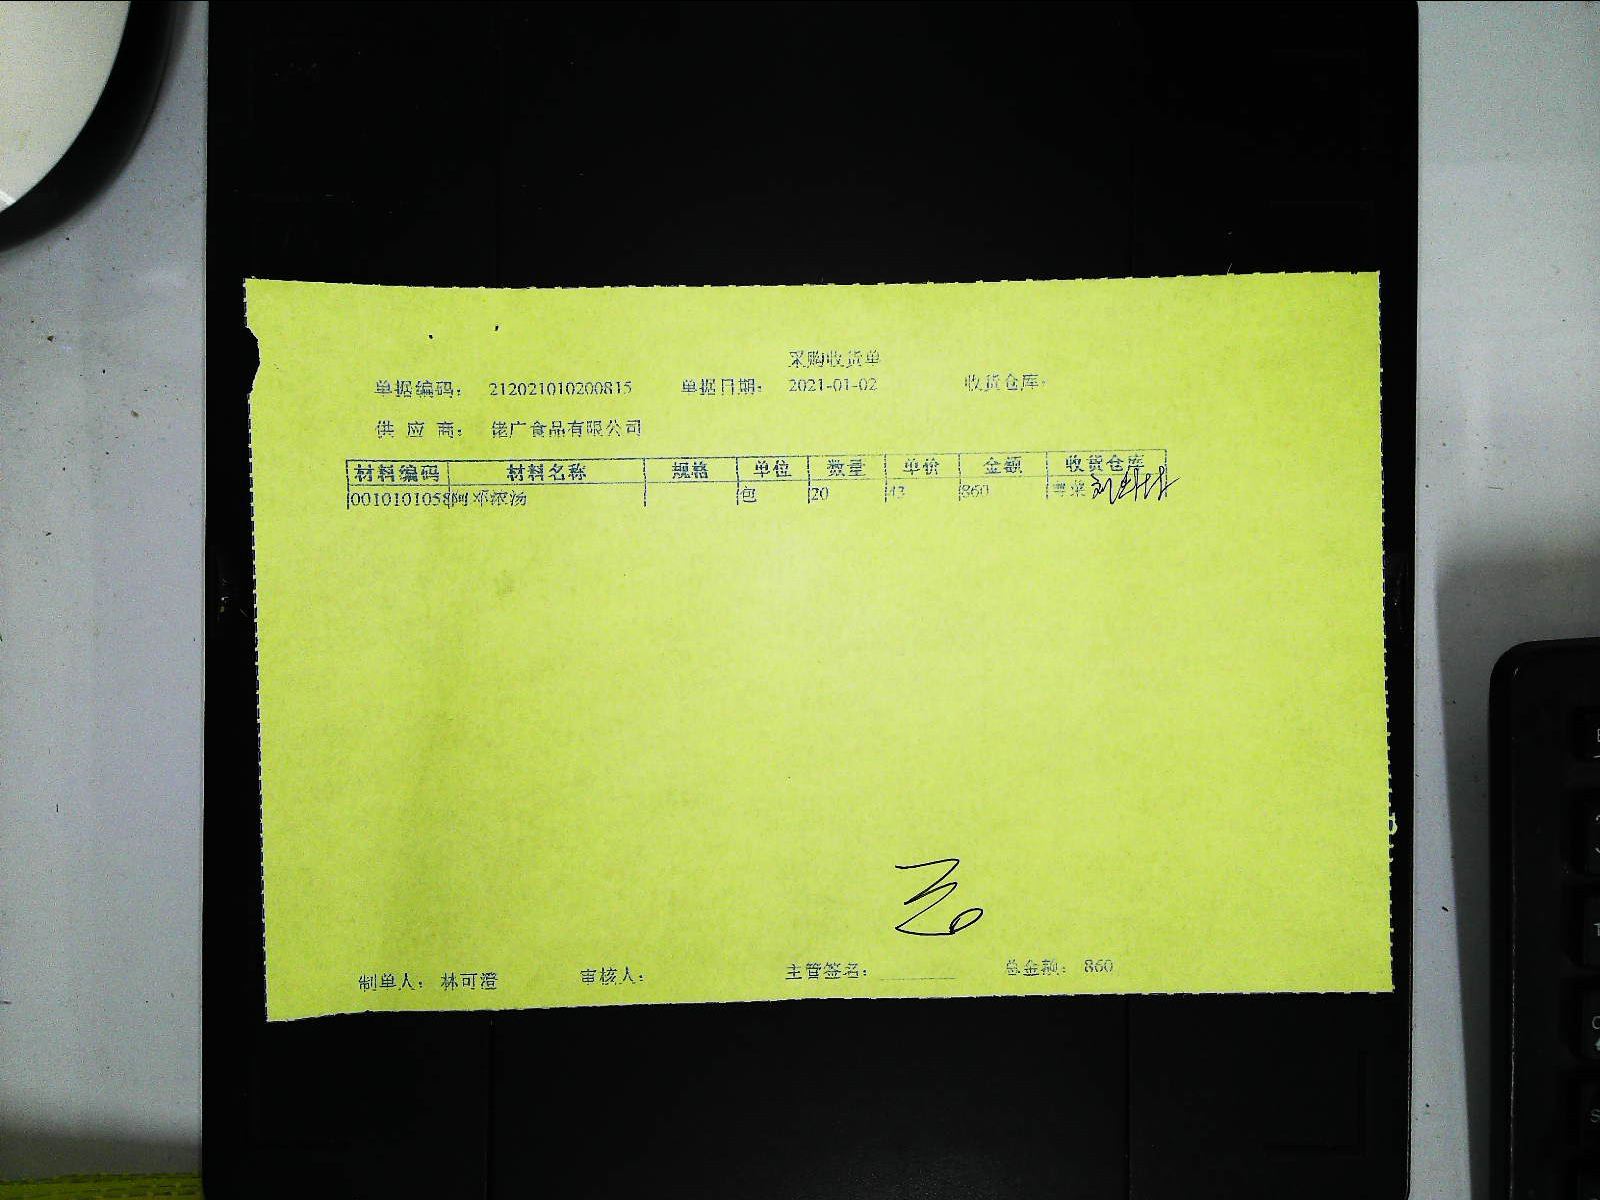 采购收货单
单据编码: 212021010200815 单据日期: 2021-01-02 收货仓库:
供 应 商: 铑广食品有限公司
材料编码 材料名称 规格 单位 数量 单价 金额 收货仓库
0010101058 阿邓浓汤 包 20 43 860 粤菜
制单人: 林可澄 审核人: 主管签名: 总金额: 860